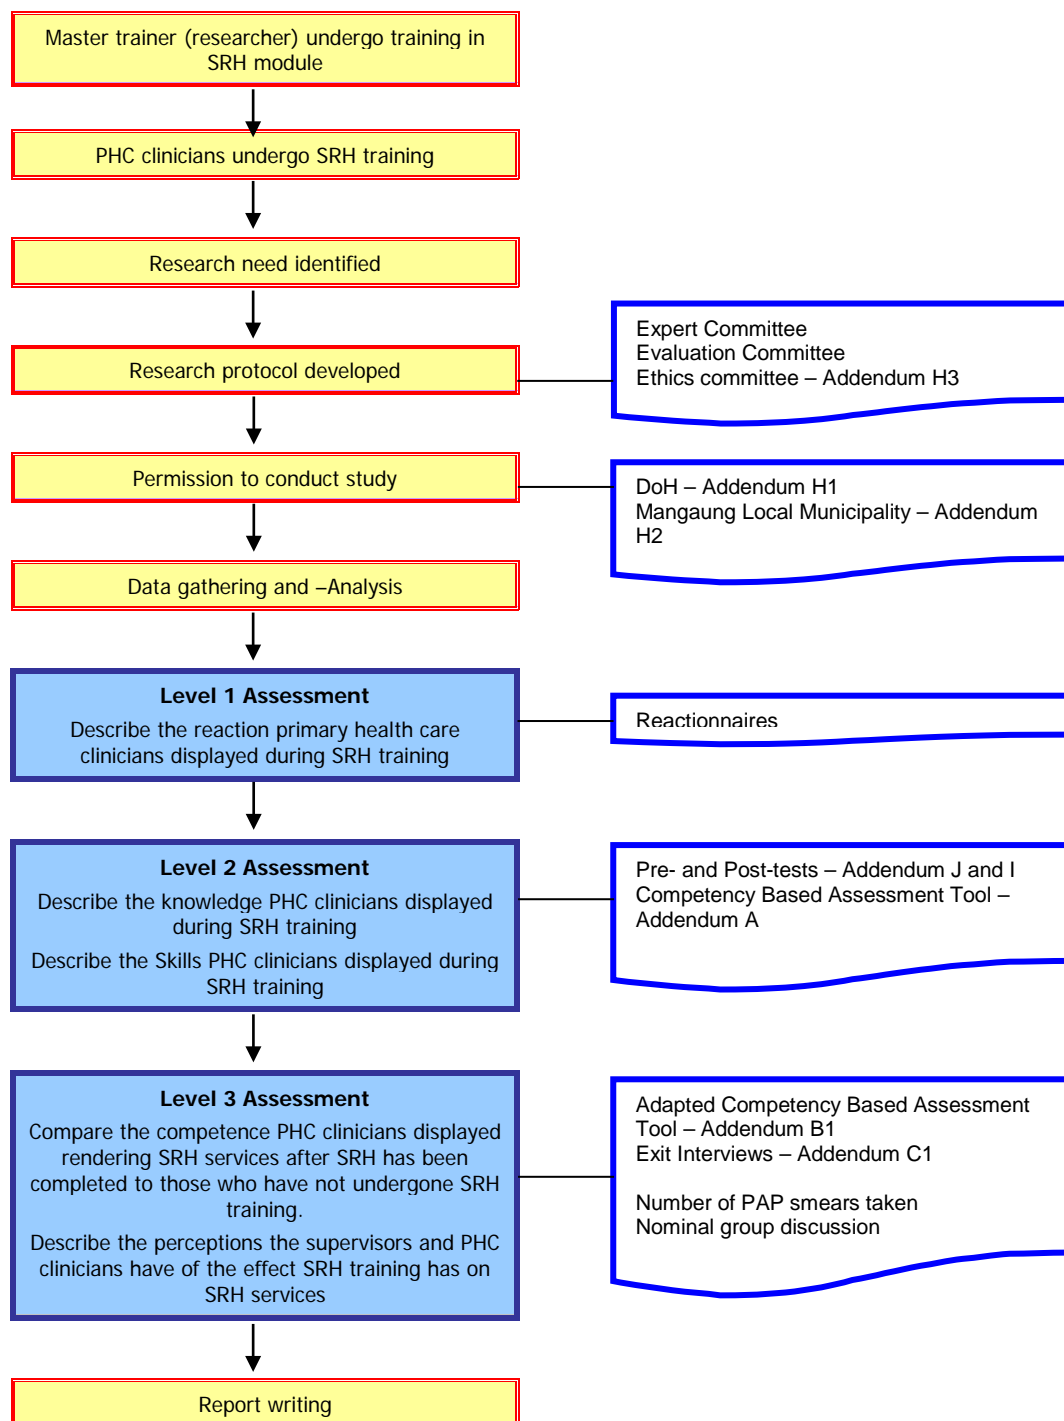 Master trainer (researcher) undergo training in
SRH module
PHC clinicians undergo SRH training
Research need identified
Research protocol developed
Expert Committee
Evaluation Committee
Ethics committee – Addendum H3
Permission to conduct study
DoH – Addendum H1
Mangaung Local Municipality – Addendum
H2
Data gathering and –Analysis
Level 1 Assessment
Describe the reaction primary health care
clinicians displayed during SRH training
Reactionnaires
Level 2 Assessment
Describe the knowledge PHC clinicians displayed
during SRH training
Describe the Skills PHC clinicians displayed during
SRH training
Pre- and Post-tests – Addendum J and I
Competency Based Assessment Tool –
Addendum A
Level 3 Assessment
Compare the competence PHC clinicians displayed
rendering SRH services after SRH has been
completed to those who have not undergone SRH
training.
Describe the perceptions the supervisors and PHC
clinicians have of the effect SRH training has on
SRH services
Adapted Competency Based Assessment
Tool – Addendum B1
Exit Interviews – Addendum C1
Number of PAP smears taken
Nominal group discussion
Report writing